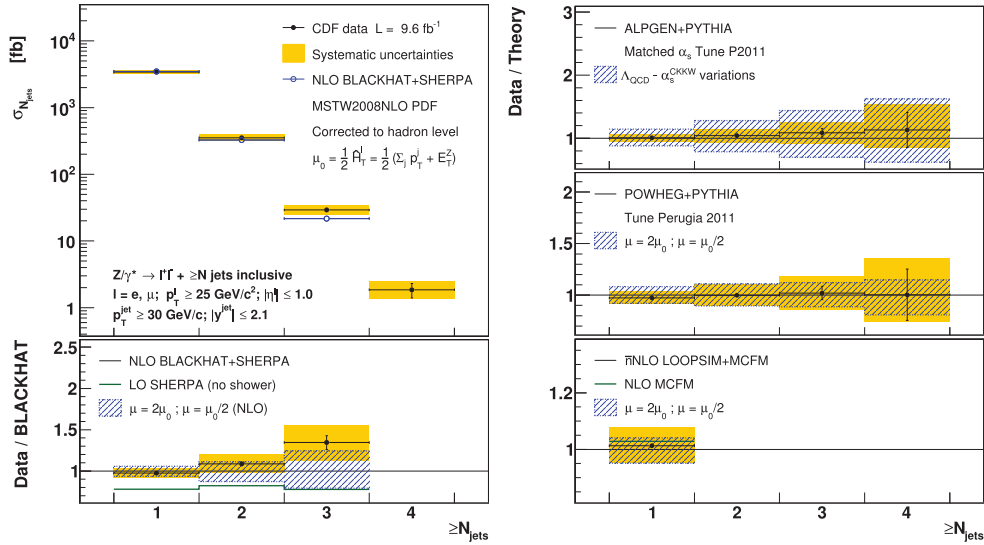 σ_Njets [fb]
10⁴
10³
10²
10
1
CDF data L = 9.6 fb⁻¹
Systematic uncertainties
NLO BLACKHAT+SHERPA
MSTW2008NLO PDF
Corrected to hadron level
μ₀ = 1/2 Ĥ'_T = 1/2 (Σ_j p_T^j + E_T^Z)
Z/γ* → l⁺l⁻ + ≥N jets inclusive
l = e, μ; p_T^l ≥ 25 GeV/c²; |η^l| ≤ 1.0
p_T^jet ≥ 30 GeV/c; |y^jet| ≤ 2.1
Data / BLACKHAT
2.5
2
1.5
1
NLO BLACKHAT+SHERPA
LO SHERPA (no shower)
μ = 2μ₀ ; μ = μ₀/2 (NLO)
1 2 3 4
≥N_jets
Data / Theory
3
2
1
ALPGEN+PYTHIA
Matched α_s Tune P2011
Λ_QCD - α_s^CKKW variations
2
1.5
1
POWHEG+PYTHIA
Tune Perugia 2011
μ = 2μ₀ ; μ = μ₀/2
1.2
1
n̄NLO LOOPSIM+MCFM
NLO MCFM
μ = 2μ₀ ; μ = μ₀/2
1 2 3 4
≥N_jets